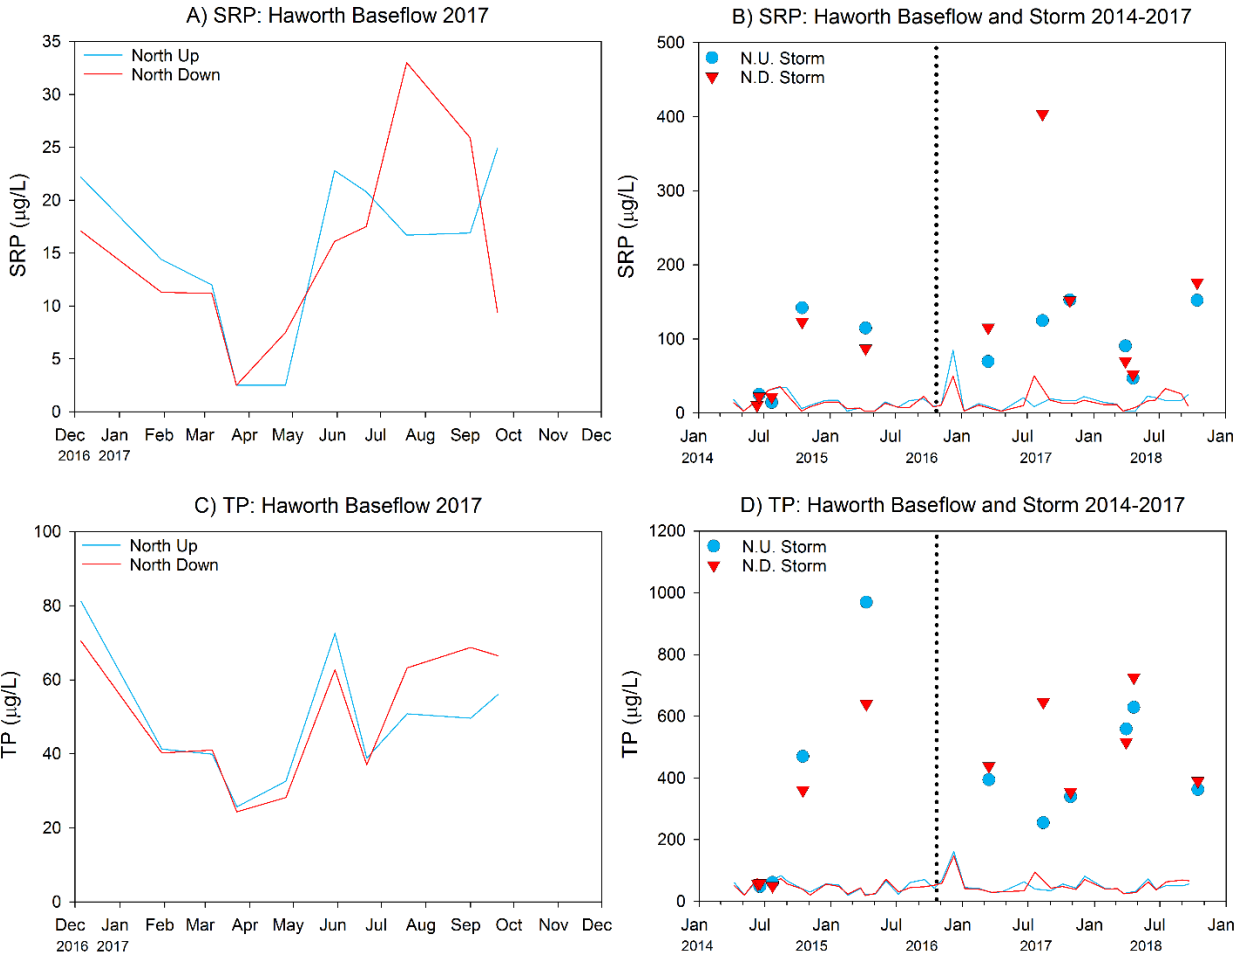 A) SRP: Haworth Baseflow 2017
35
30
25
20
15
10
5
0
SRP (µg/L)
North Up
North Down
Dec Jan Feb Mar Apr May Jun Jul Aug Sep Oct Nov Dec
2016 2017
B) SRP: Haworth Baseflow and Storm 2014-2017
500
400
300
200
100
0
SRP (µg/L)
N.U. Storm
N.D. Storm
Jan Jul Jan Jul Jan Jul Jan Jul Jan
2014 2015 2016 2017 2018
C) TP: Haworth Baseflow 2017
100
80
60
40
20
0
TP (µg/L)
North Up
North Down
Dec Jan Feb Mar Apr May Jun Jul Aug Sep Oct Nov Dec
2016 2017
D) TP: Haworth Baseflow and Storm 2014-2017
1200
1000
800
600
400
200
0
TP (µg/L)
N.U. Storm
N.D. Storm
Jan Jul Jan Jul Jan Jul Jan Jul Jan
2014 2015 2016 2017 2018